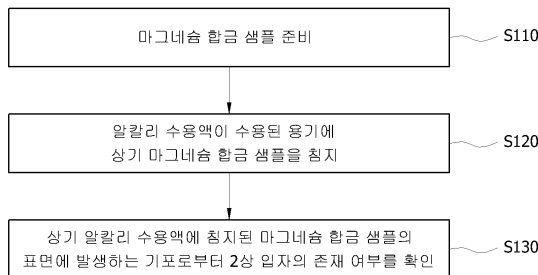 마그네슘 합금 샘플 준비
S110
알칼리 수용액이 수용된 용기에
상기 마그네슘 합금 샘플을 침지
S120
상기 알칼리 수용액에 침지된 마그네슘 합금 샘플의
표면에 발생하는 기포로부터 2상 입자의 존재 여부를 확인
S130